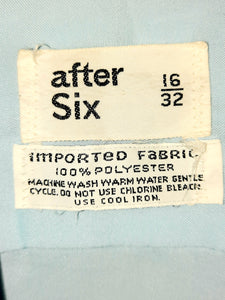 after
Six
16
32
IMPORTED FABRIC
100% POLYESTER
MACHINE WASH WARM WATER GENTLE
CYCLE. DO NOT USE CHLORINE BLEACH.
USE COOL IRON.